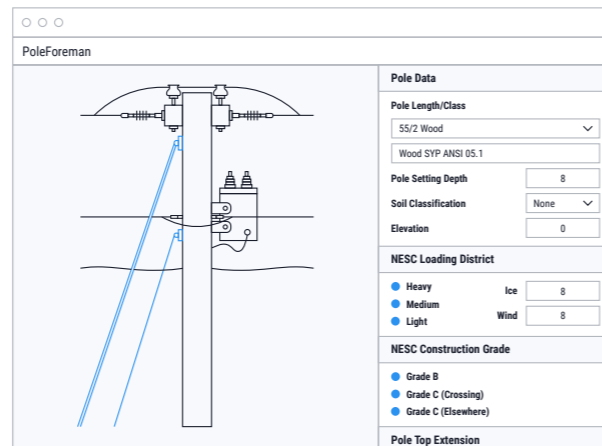 PoleForeman
Pole Data
Pole Length/Class
55/2 Wood
Wood SYP ANSI 05.1
Pole Setting Depth 8
Soil Classification None
Elevation 0
NESC Loading District
Heavy Ice 8
Medium
Wind 8
Light
NESC Construction Grade
Grade B
Grade C (Crossing)
Grade C (Elsewhere)
Pole Top Extension